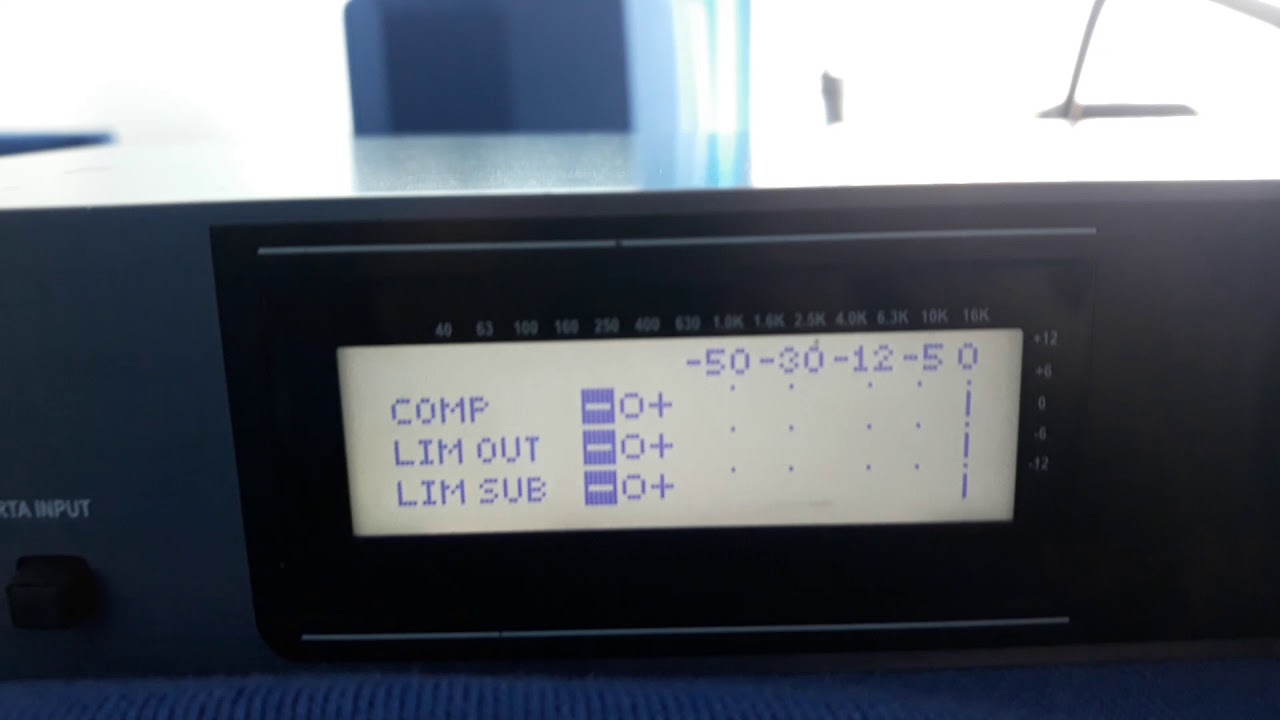 40 63 100 160 250 400 630 1.0K 1.6K 2.5K 4.0K 6.3K 10K 16K
-50 -30 -12 -5 0
+12
+6
0
-6
-12
COMP -O+
LIM OUT -O+
LIM SUB -O+
RTA INPUT